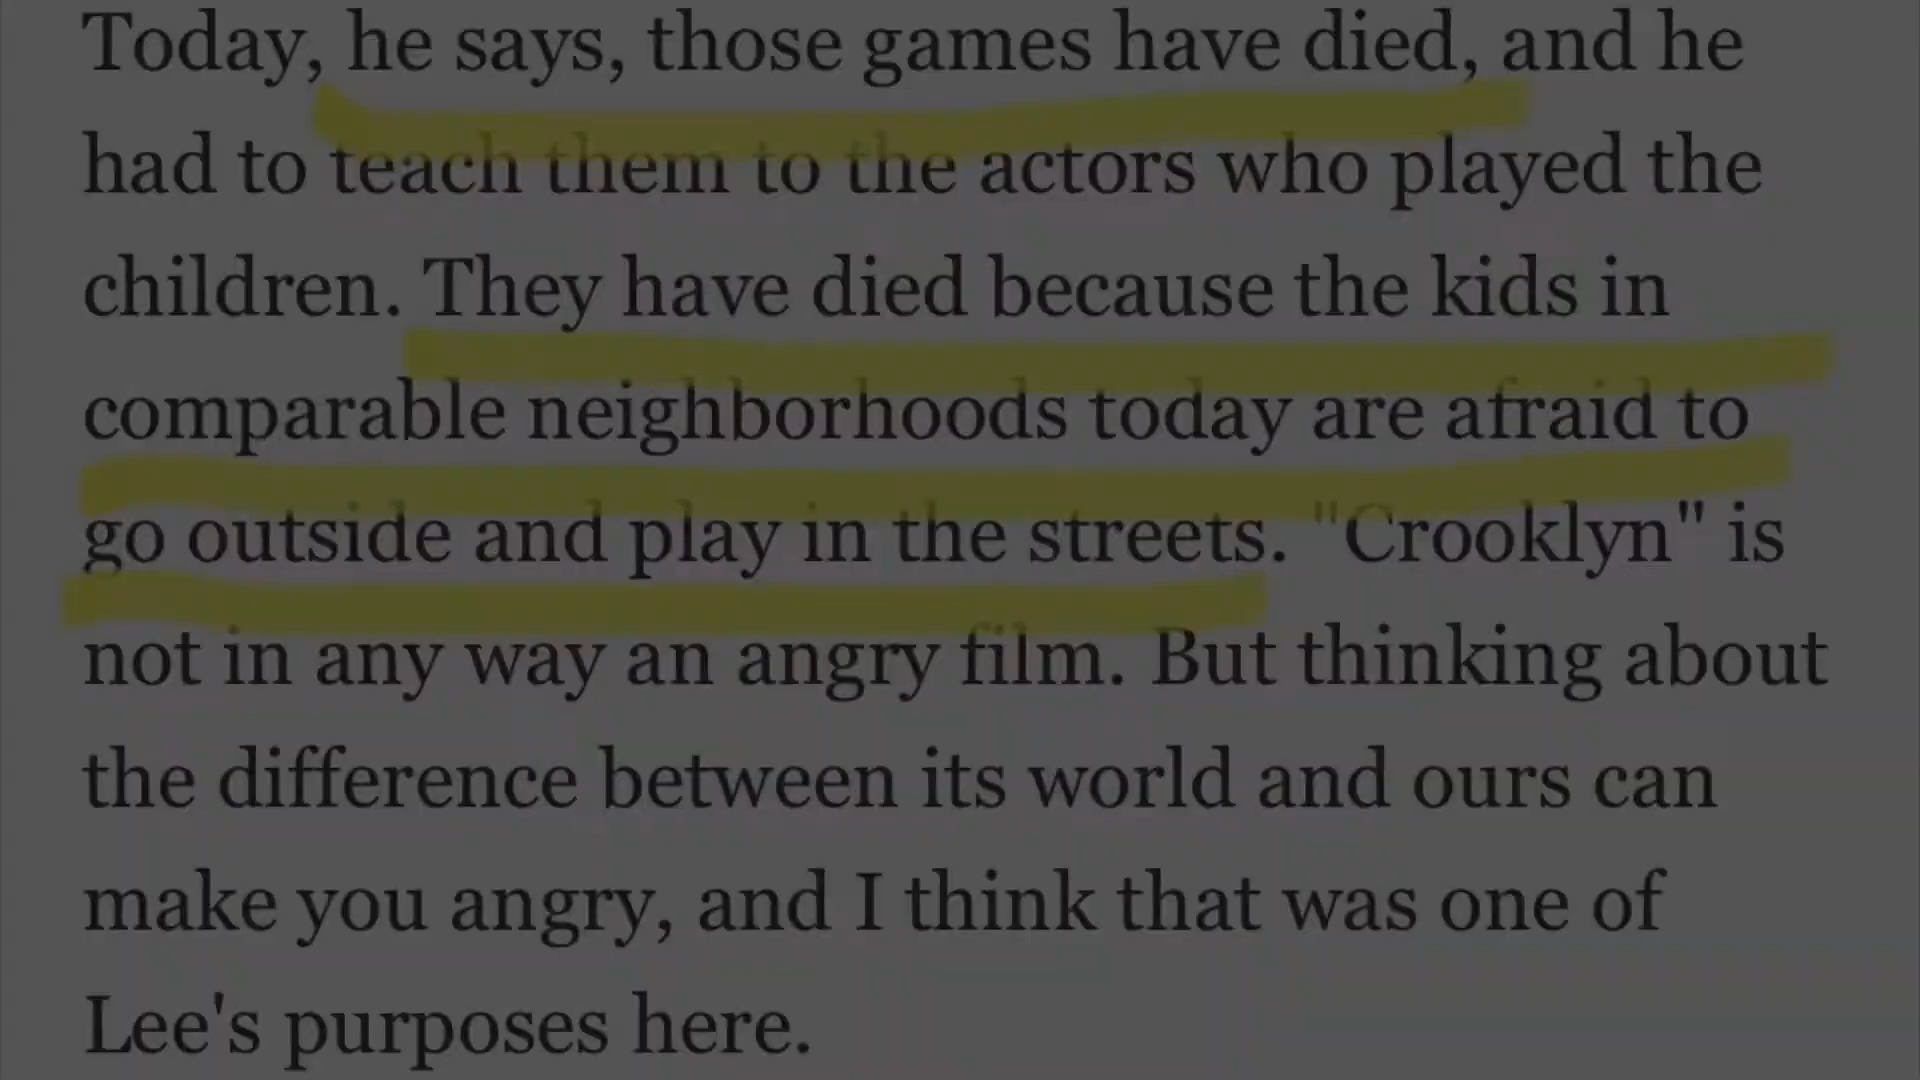 Today, he says, those games have died, and he
had to teach them to the actors who played the
children. They have died because the kids in
comparable neighborhoods today are afraid to
go outside and play in the streets. "Crooklyn" is
not in any way an angry film. But thinking about
the difference between its world and ours can
make you angry, and I think that was one of
Lee's purposes here.